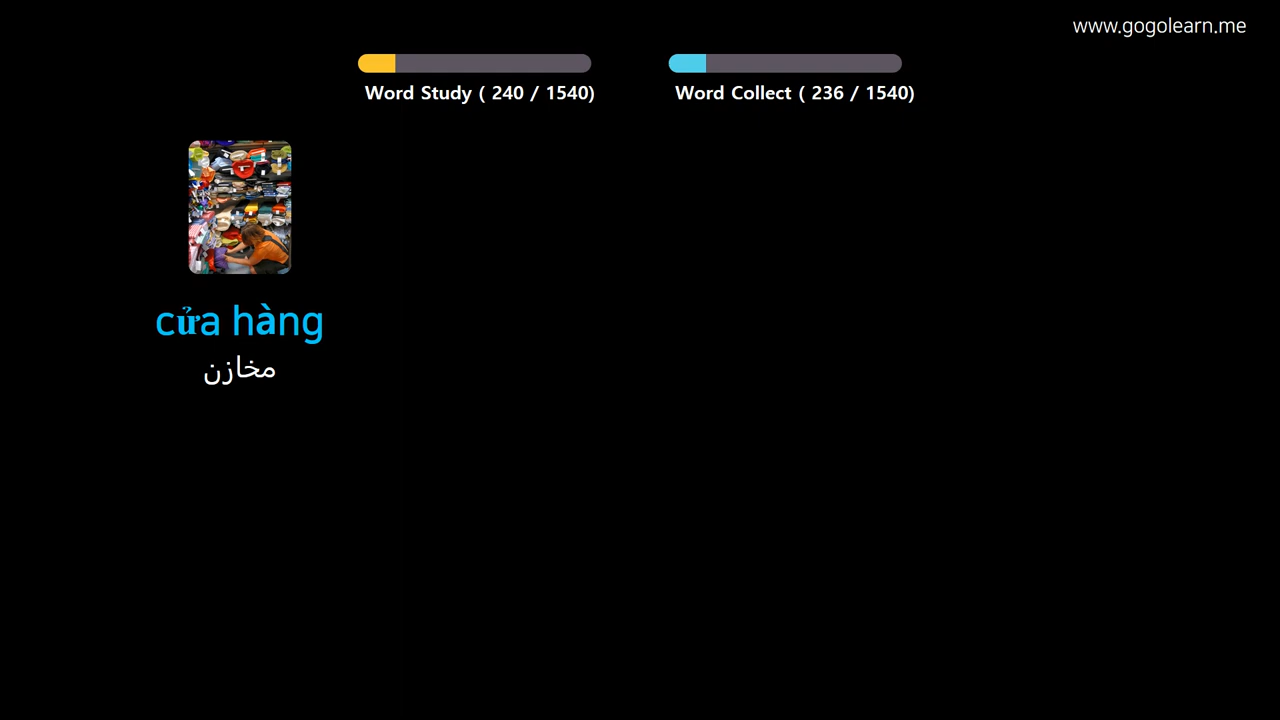 www.gogolearn.me
Word Study ( 240 / 1540)
Word Collect ( 236 / 1540)
cửa hàng
مخازن